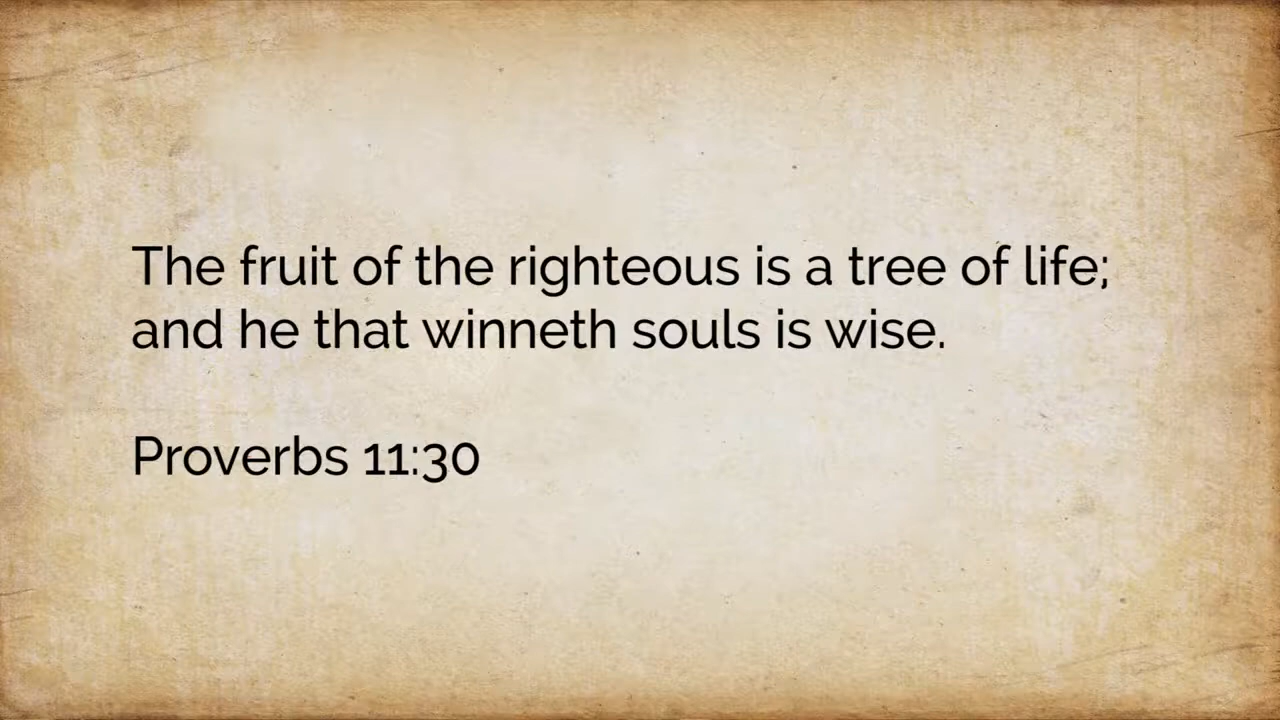 The fruit of the righteous is a tree of life;
and he that winneth souls is wise.
Proverbs 11:30